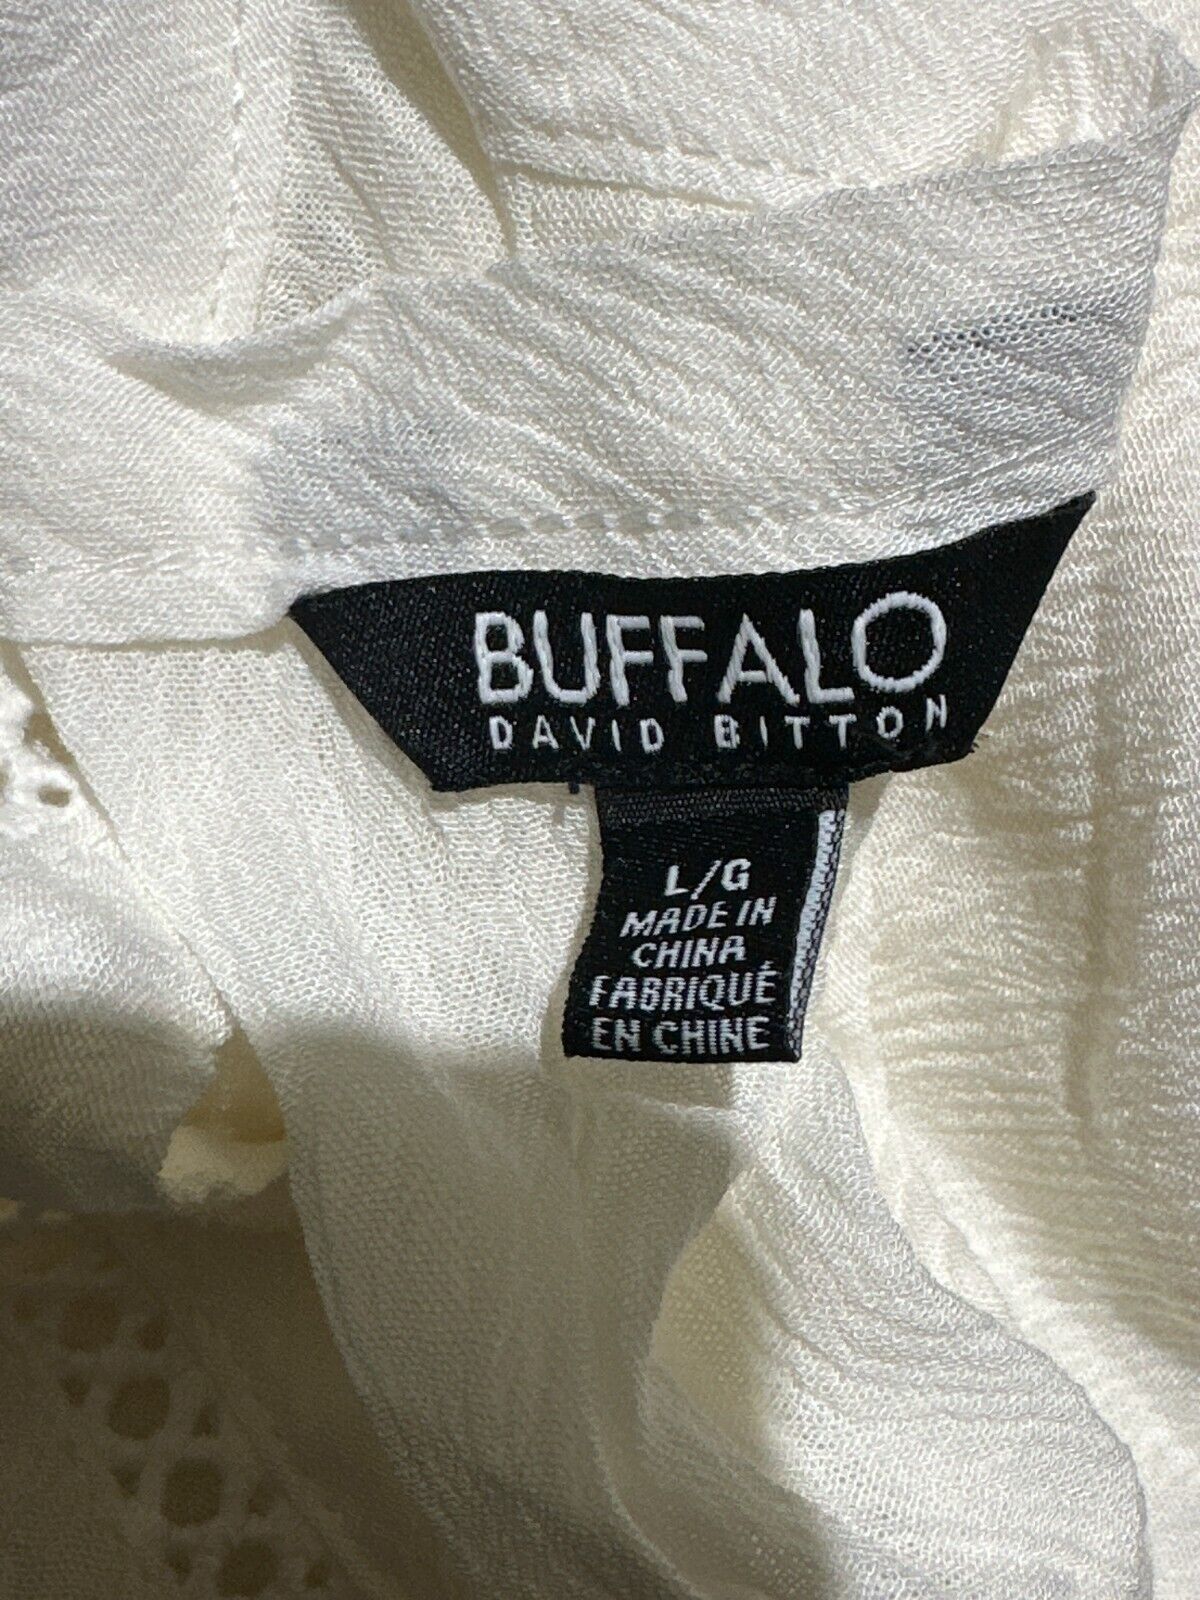 BUFFALO
DAVID BITTON
L/G
MADE IN
CHINA
FABRIQUÉ
EN CHINE